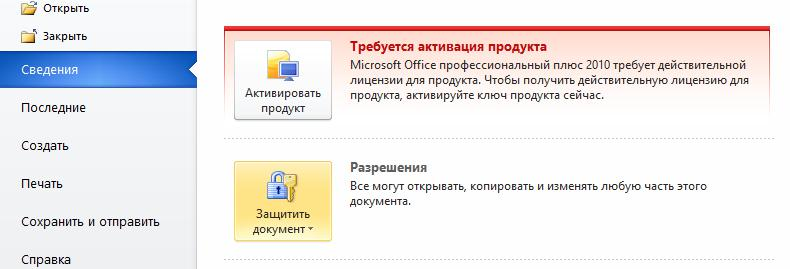 Открыть
Закрыть
Сведения
Последние
Создать
Печать
Сохранить и отправить
Справка
Активировать
продукт
Требуется активация продукта
Microsoft Office профессиональный плюс 2010 требует действительной
лицензии для продукта. Чтобы получить действительную лицензию для
продукта, активируйте ключ продукта сейчас.
Защитить
документ
Разрешения
Все могут открывать, копировать и изменять любую часть этого
документа.